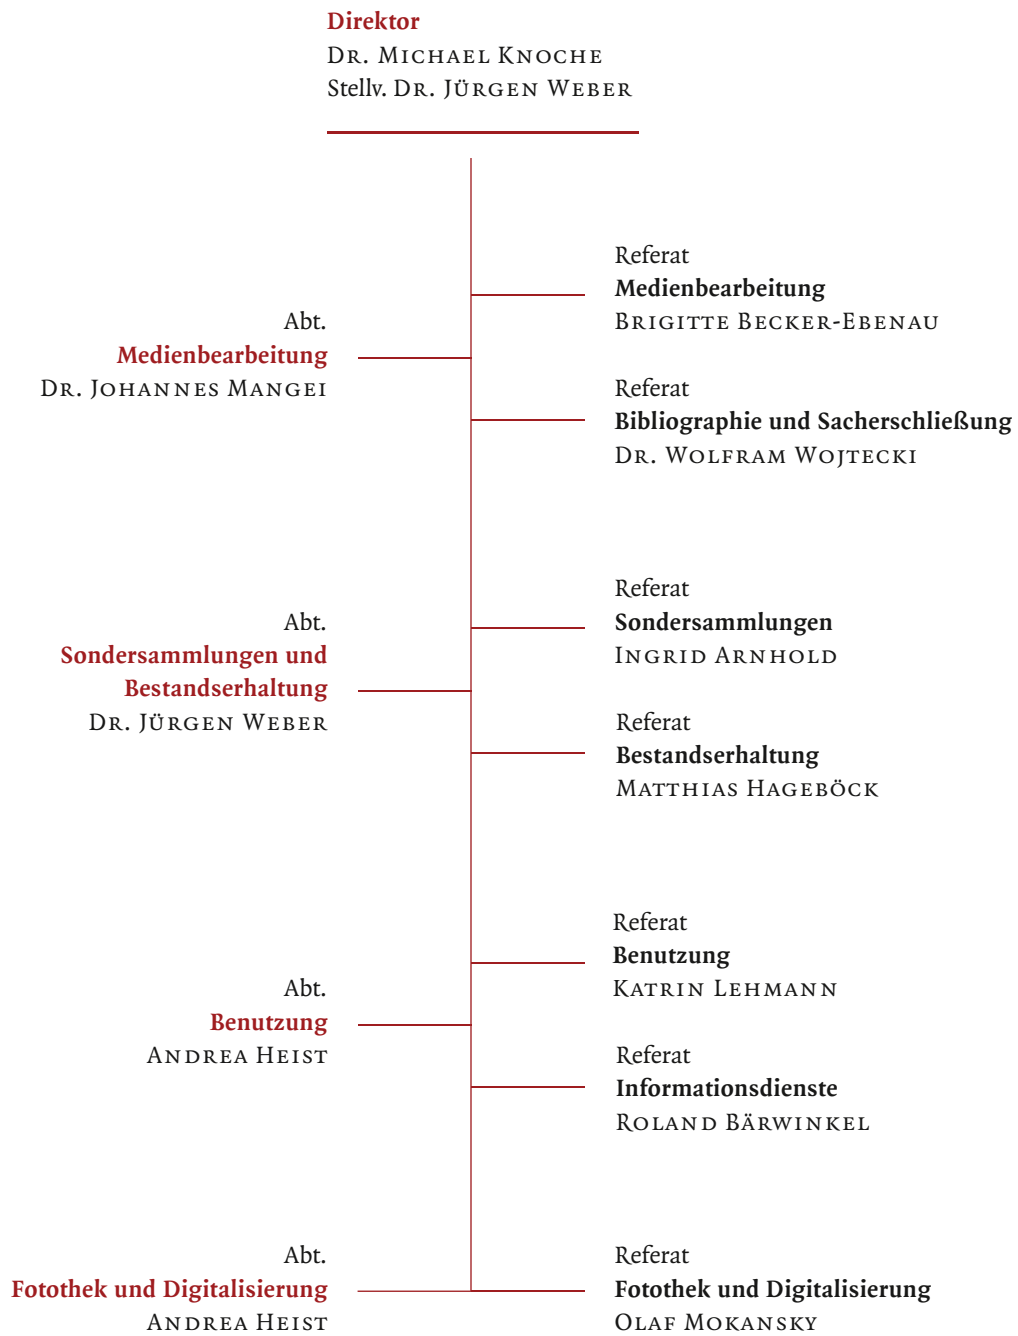 Direktor
Dr. Michael Knoche
Stellv. Dr. Jürgen Weber
Abt.
Medienbearbeitung
Dr. Johannes Mangei
Referat
Medienbearbeitung
Brigitte Becker-Ebenau
Referat
Bibliographie und Sacherschließung
Dr. Wolfram Wojtecki
Abt.
Sondersammlungen und
Bestandserhaltung
Dr. Jürgen Weber
Referat
Sondersammlungen
Ingrid Arnhold
Referat
Bestandserhaltung
Matthias Hageböck
Abt.
Benutzung
Andrea Heist
Referat
Benutzung
Katrin Lehmann
Referat
Informationsdienste
Roland Bärwinkel
Abt.
Fotothek und Digitalisierung
Andrea Heist
Referat
Fotothek und Digitalisierung
Olaf Mokansky